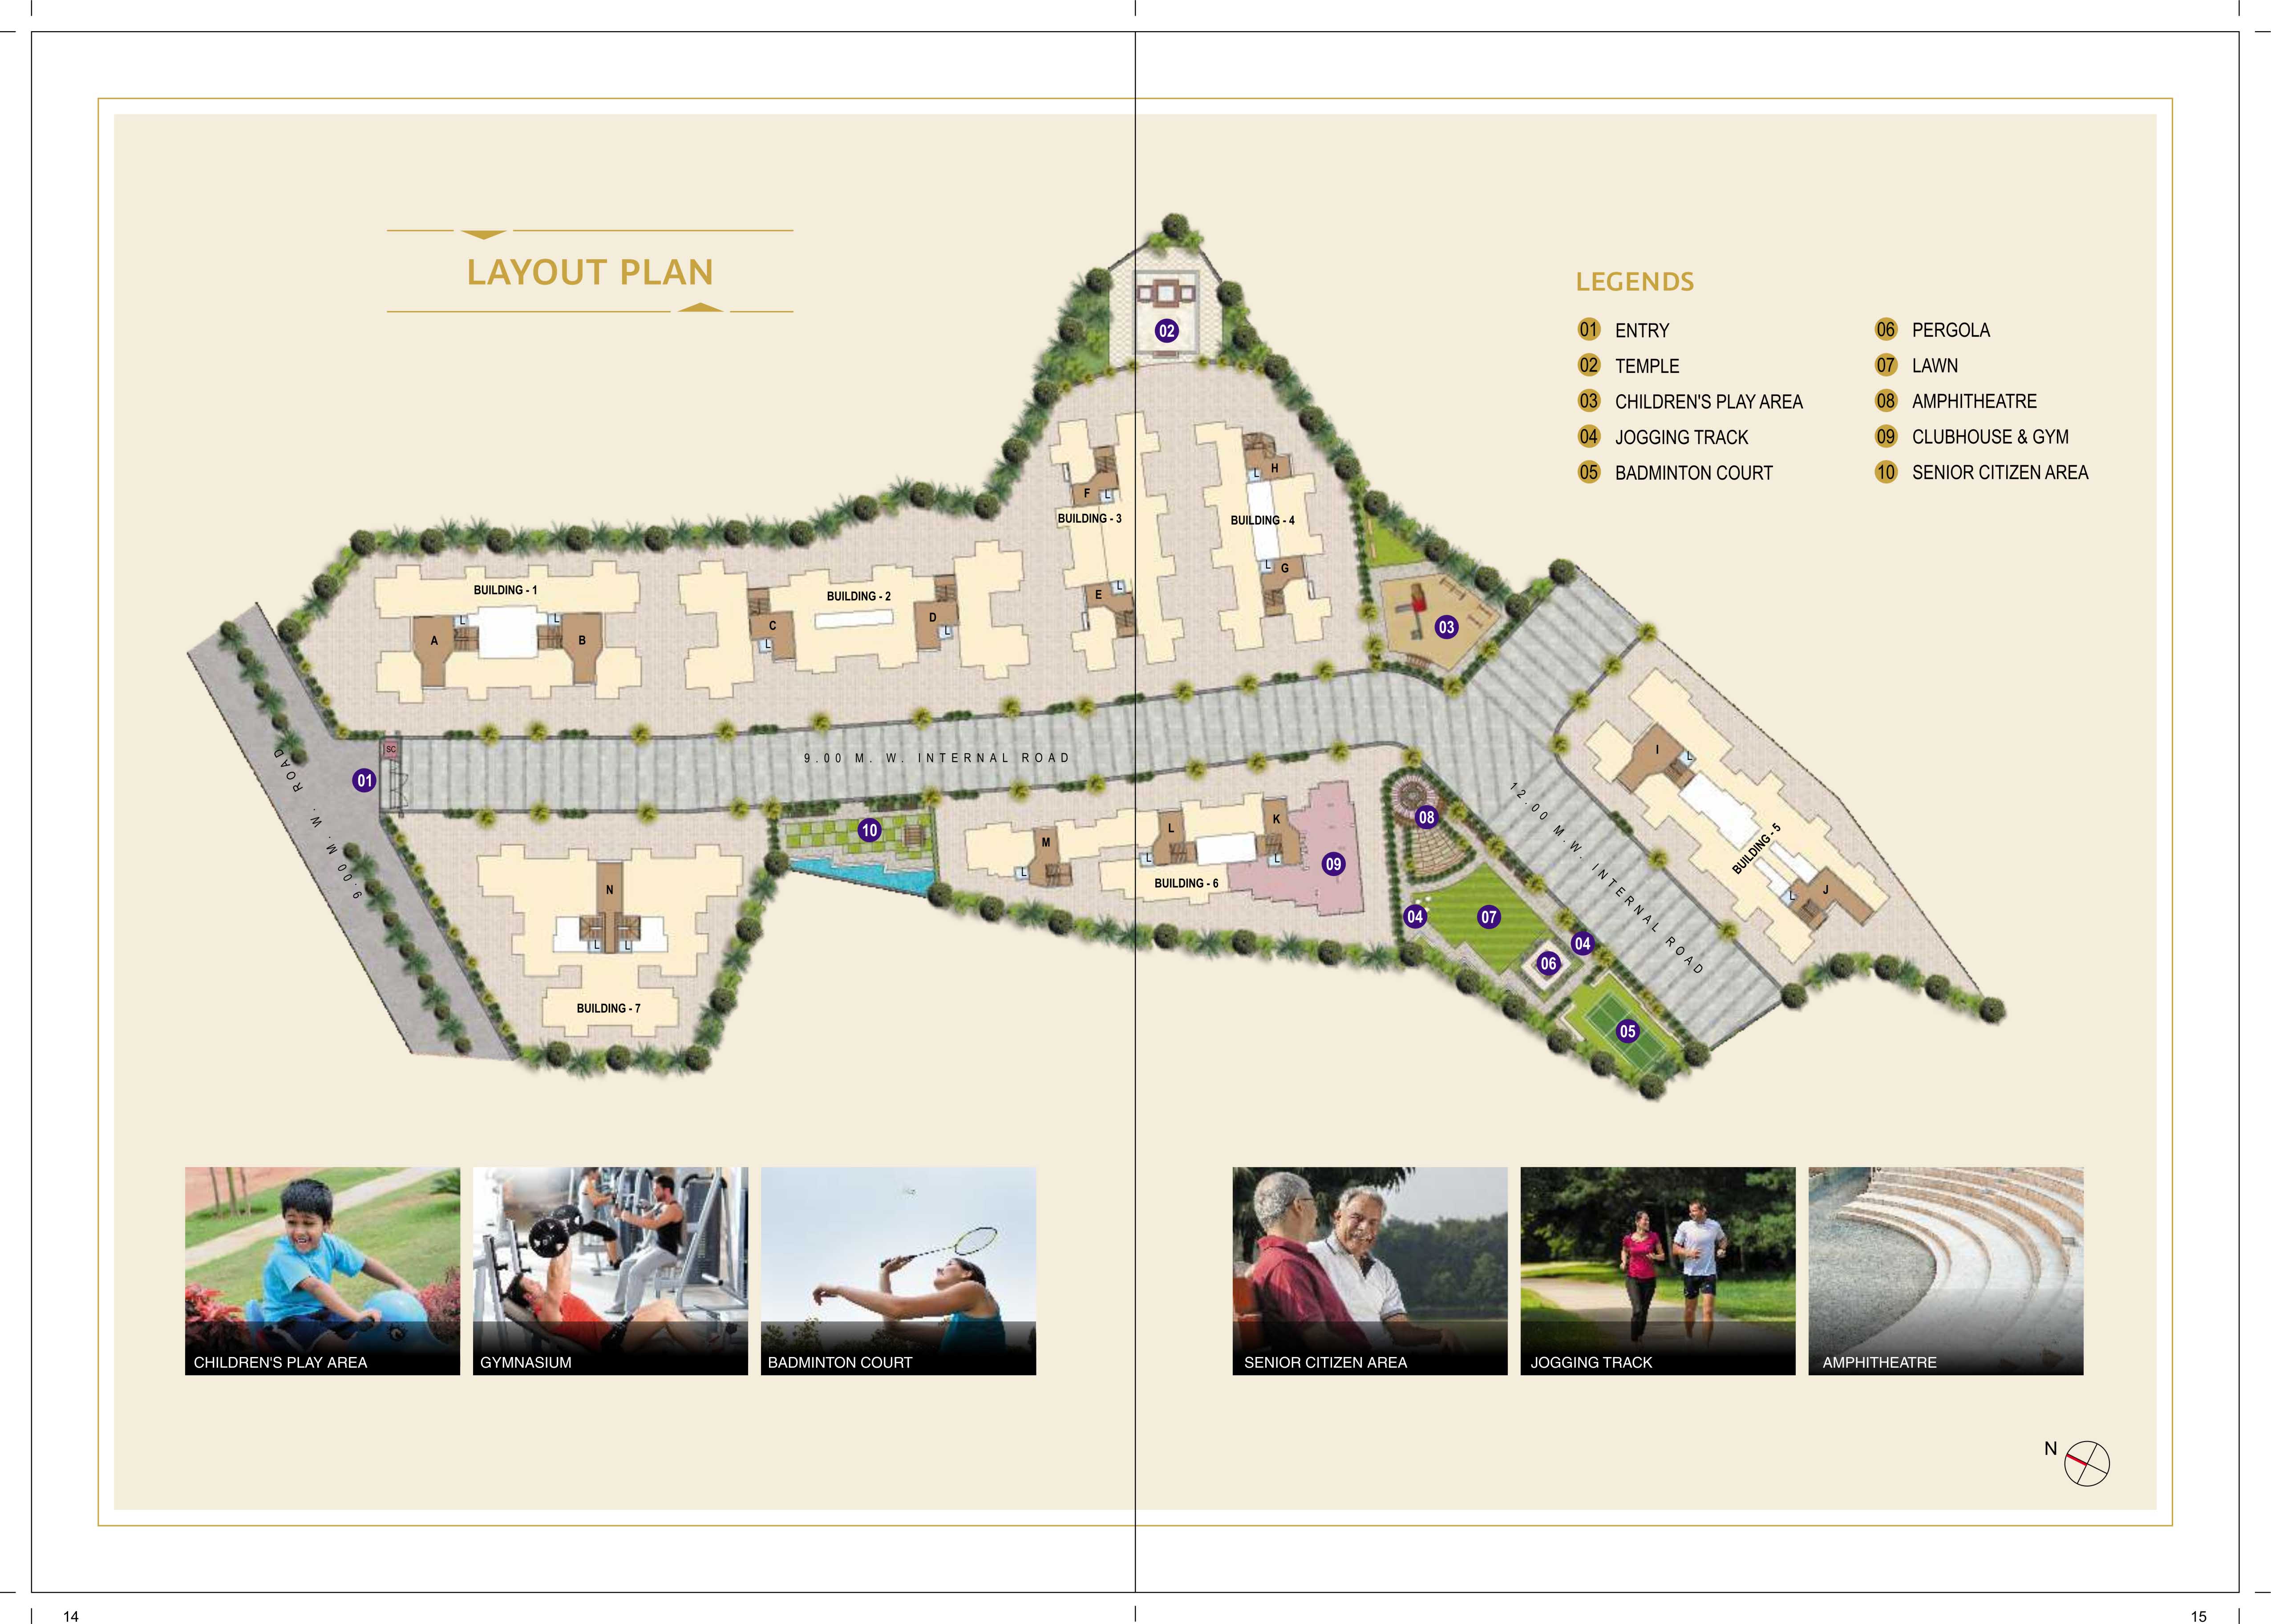 LAYOUT PLAN
LEGENDS
01 ENTRY
02 TEMPLE
03 CHILDREN'S PLAY AREA
04 JOGGING TRACK
05 BADMINTON COURT
06 PERGOLA
07 LAWN
08 AMPHITHEATRE
09 CLUBHOUSE & GYM
10 SENIOR CITIZEN AREA
02
H
L
F L
BUILDING - 3
BUILDING - 4
L G
BUILDING - 1
L
E
BUILDING - 2
L
L
A
B
C
L
D
L
03
SC
01
9.00 M. W. ROAD
9.00 M. W. INTERNAL ROAD
12.00 M.W. INTERNAL ROAD
I
L
BUILDING - 5
J
L
10
M
L
L
L
K
L
09
BUILDING - 6
08
04
07
04
06
05
N
L
L
BUILDING - 7
CHILDREN'S PLAY AREA
GYMNASIUM
BADMINTON COURT
SENIOR CITIZEN AREA
JOGGING TRACK
AMPHITHEATRE
N
14
15